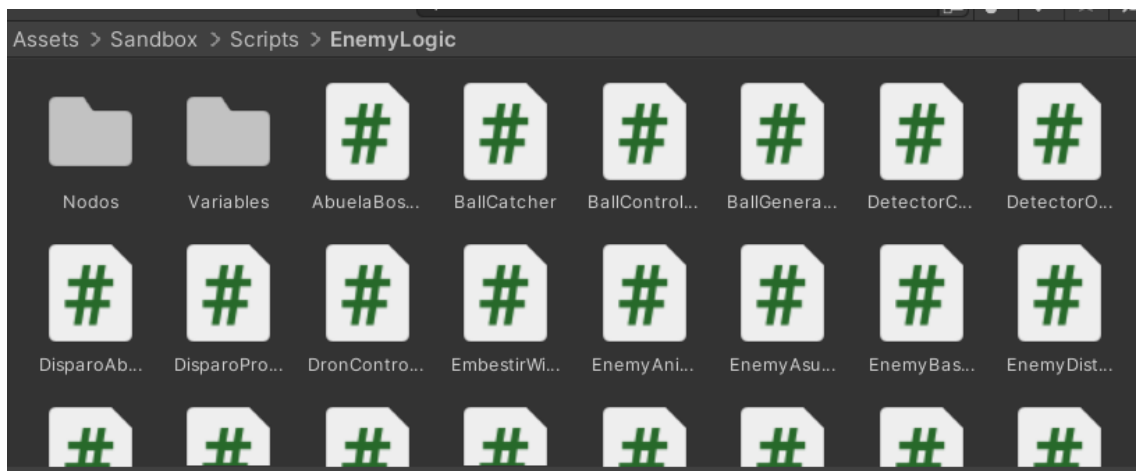 Assets > Sandbox > Scripts > EnemyLogic
Nodos Variables AbuelaBos... BallCatcher BallControl... BallGenera... DetectorC... DetectorO...
DisparoAb... DisparoPro... DronContro... EmbestirWi... EnemyAni... EnemyAsu... EnemyBas... EnemyDist...